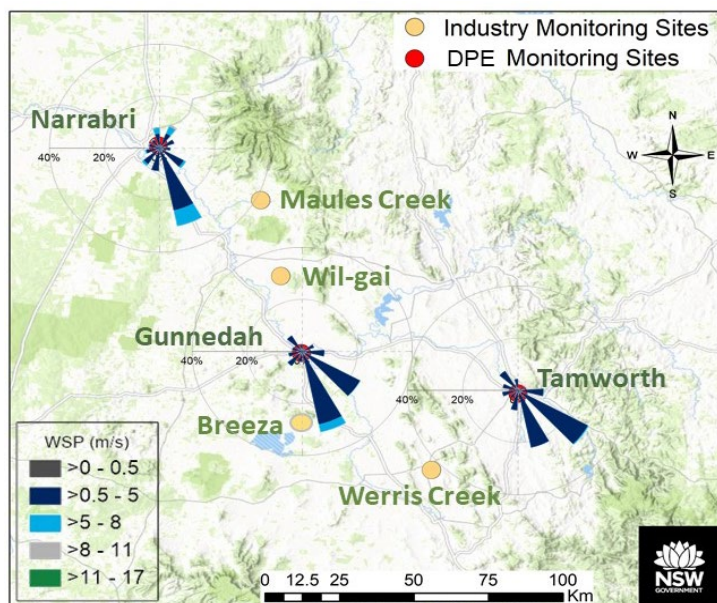 Industry Monitoring Sites
DPE Monitoring Sites
Narrabri
N
W E
S
40% 20%
Maules Creek
Wil-gai
Gunnedah
40% 20%
Tamworth
40% 20%
Breeza
Werris Creek
WSP (m/s)
>0 - 0.5
>0.5 - 5
>5 - 8
>8 - 11
>11 - 17
0 12.5 25 50 75 100
Km
NSW
GOVERNMENT